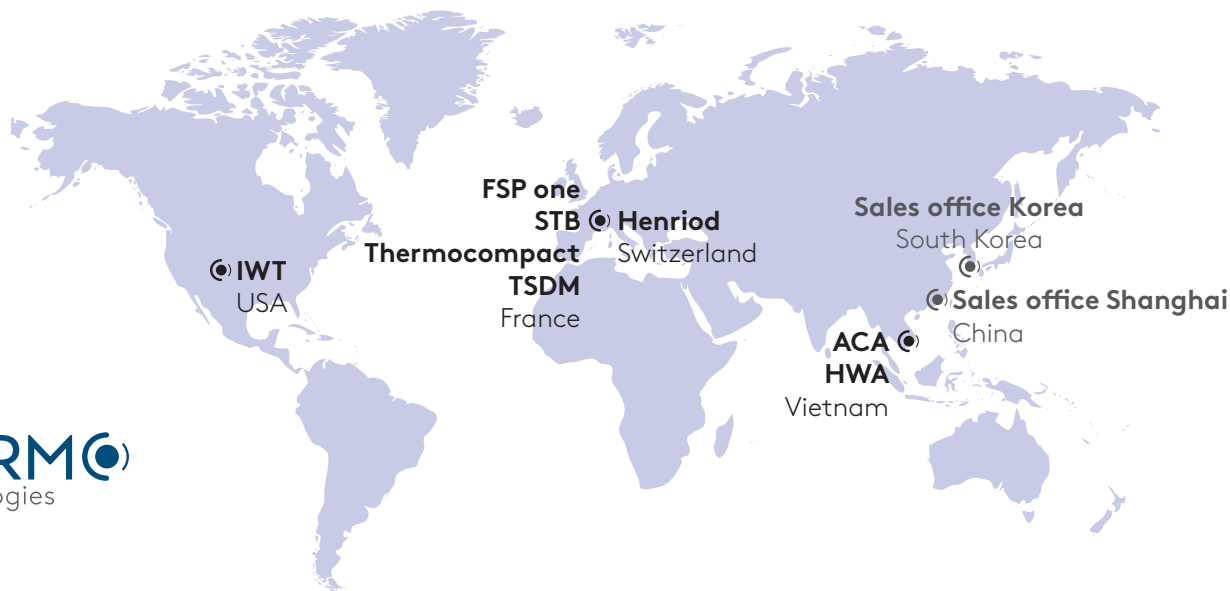 FSP one
STB
Thermocompact
TSDM
France
Henriod
Switzerland
Sales office Korea
South Korea
IWT
USA
Sales office Shanghai
China
ACA
HWA
Vietnam
RMO
ogies